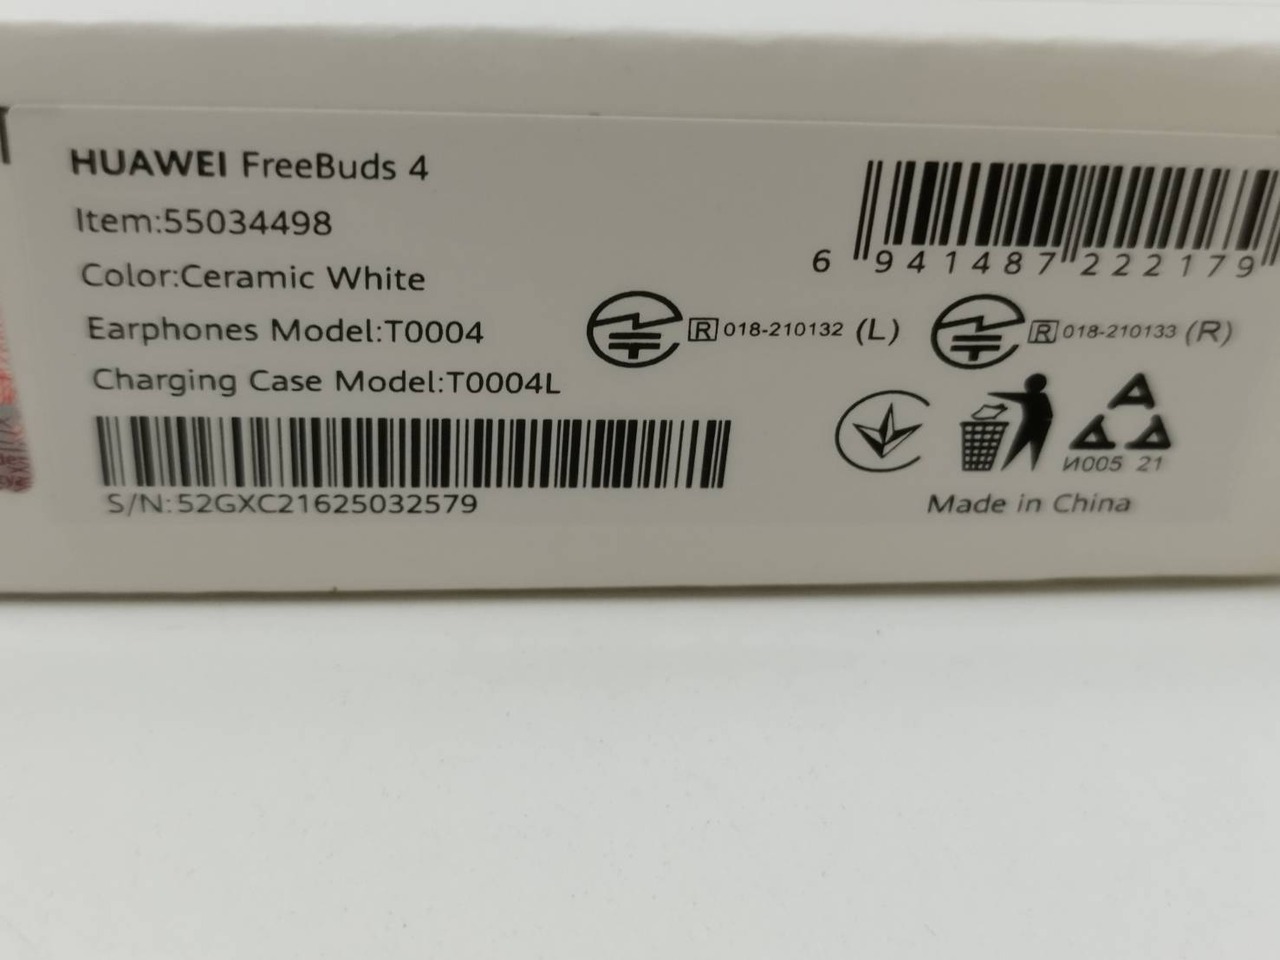 HUAWEI FreeBuds 4
Item:55034498
Color:Ceramic White
Earphones Model:T0004
Charging Case Model:T0004L
S/N:52GXC21625032579
6 941487 222179
R 018-210132 (L)
R 018-210133 (R)
И005 21
Made in China